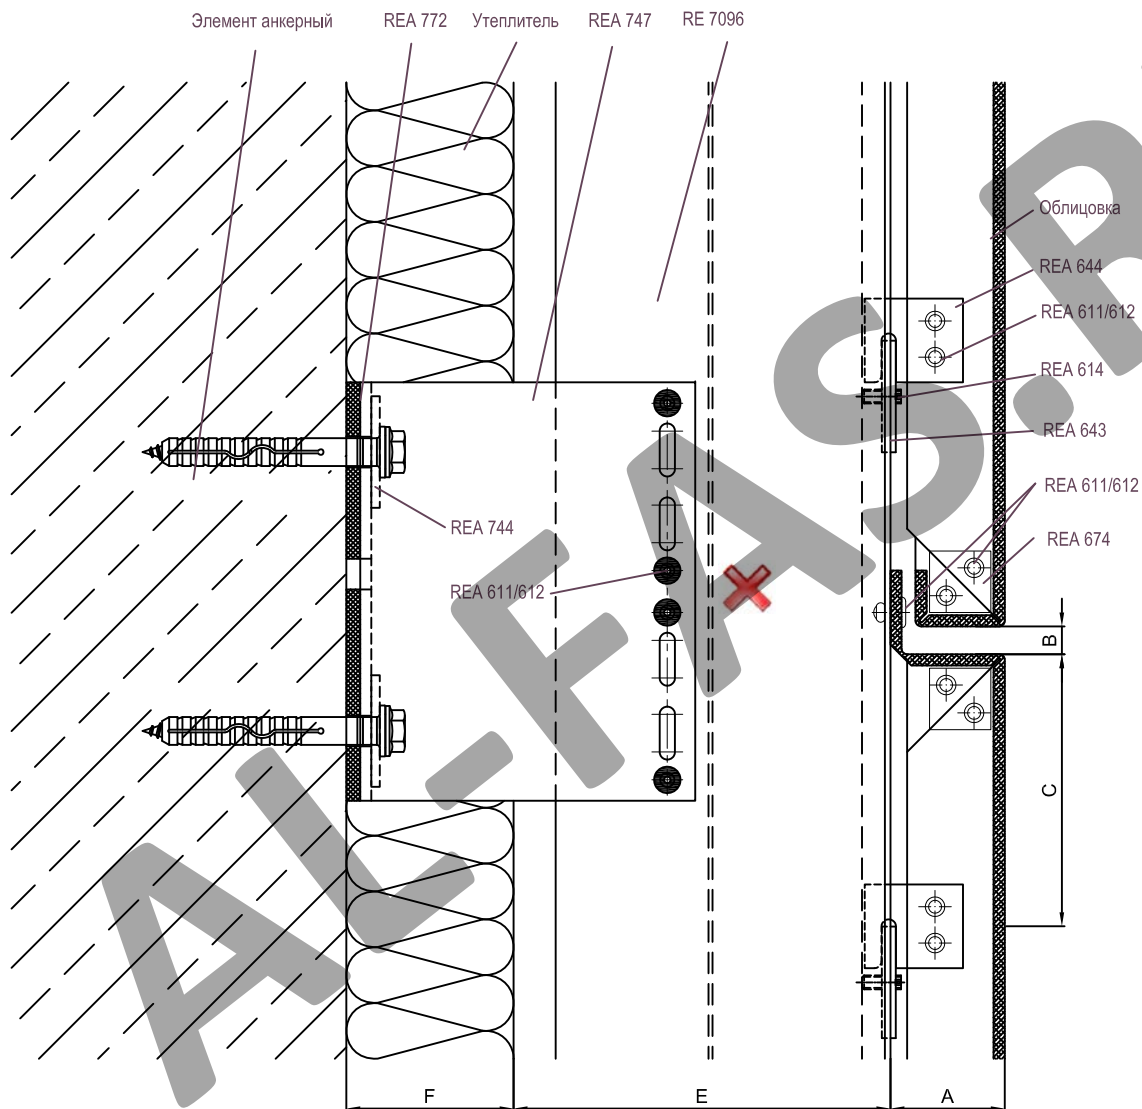 Элемент анкерный
REA 772
Утеплитель
REA 747
RE 7096
Облицовка
REA 644
REA 611/612
REA 614
REA 643
REA 611/612
REA 744
REA 674
REA 611/612
B
C
F
E
A
AL-FAS.R